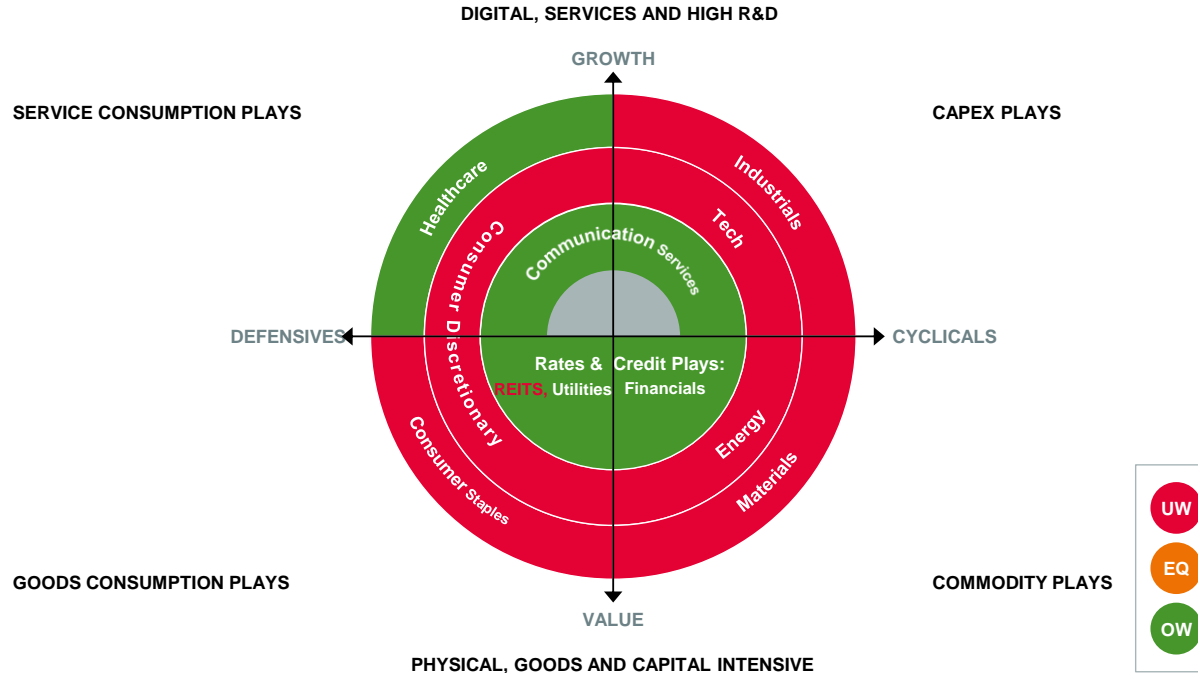 DIGITAL, SERVICES AND HIGH R&D
GROWTH
SERVICE CONSUMPTION PLAYS
CAPEX PLAYS
Healthcare
Industrials
Consumer Discretionary
Tech
Communication Services
DEFENSIVES
CYCLICALS
Rates & Credit Plays:
REITS, Utilities Financials
Consumer Staples
Energy
Materials
UW
EQ
OW
GOODS CONSUMPTION PLAYS
COMMODITY PLAYS
VALUE
PHYSICAL, GOODS AND CAPITAL INTENSIVE